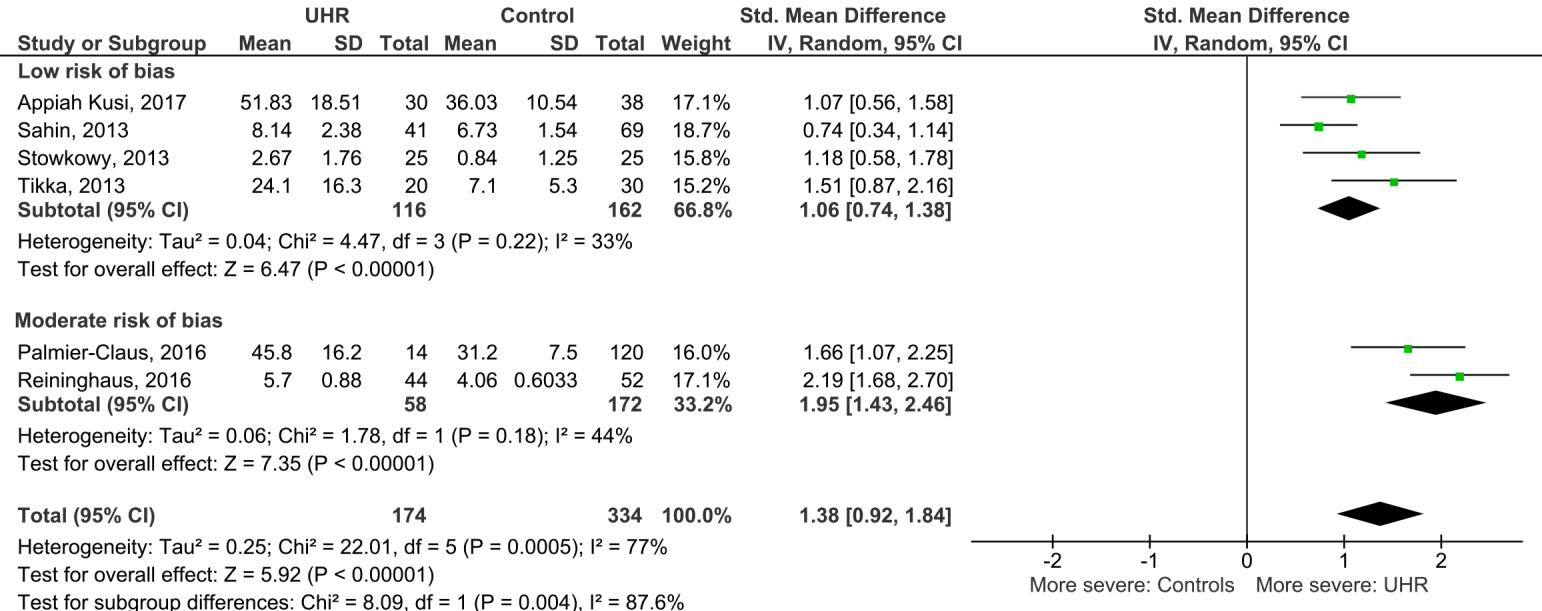 UHR Control Std. Mean Difference Std. Mean Difference
Study or Subgroup Mean SD Total Mean SD Total Weight IV, Random, 95% CI IV, Random, 95% CI
Low risk of bias
Appiah Kusi, 2017 51.83 18.51 30 36.03 10.54 38 17.1% 1.07 [0.56, 1.58]
Sahin, 2013 8.14 2.38 41 6.73 1.54 69 18.7% 0.74 [0.34, 1.14]
Stowkowy, 2013 2.67 1.76 25 0.84 1.25 25 15.8% 1.18 [0.58, 1.78]
Tikka, 2013 24.1 16.3 20 7.1 5.3 30 15.2% 1.51 [0.87, 2.16]
Subtotal (95% CI) 116 162 66.8% 1.06 [0.74, 1.38]
Heterogeneity: Tau² = 0.04; Chi² = 4.47, df = 3 (P = 0.22); I² = 33%
Test for overall effect: Z = 6.47 (P < 0.00001)
Moderate risk of bias
Palmier-Claus, 2016 45.8 16.2 14 31.2 7.5 120 16.0% 1.66 [1.07, 2.25]
Reininghaus, 2016 5.7 0.88 44 4.06 0.6033 52 17.1% 2.19 [1.68, 2.70]
Subtotal (95% CI) 58 172 33.2% 1.95 [1.43, 2.46]
Heterogeneity: Tau² = 0.06; Chi² = 1.78, df = 1 (P = 0.18); I² = 44%
Test for overall effect: Z = 7.35 (P < 0.00001)
Total (95% CI) 174 334 100.0% 1.38 [0.92, 1.84]
Heterogeneity: Tau² = 0.25; Chi² = 22.01, df = 5 (P = 0.0005); I² = 77%
Test for overall effect: Z = 5.92 (P < 0.00001)
Test for subgroup differences: Chi² = 8.09, df = 1 (P = 0.004), I² = 87.6%
-2 -1 0 1 2
More severe: Controls More severe: UHR